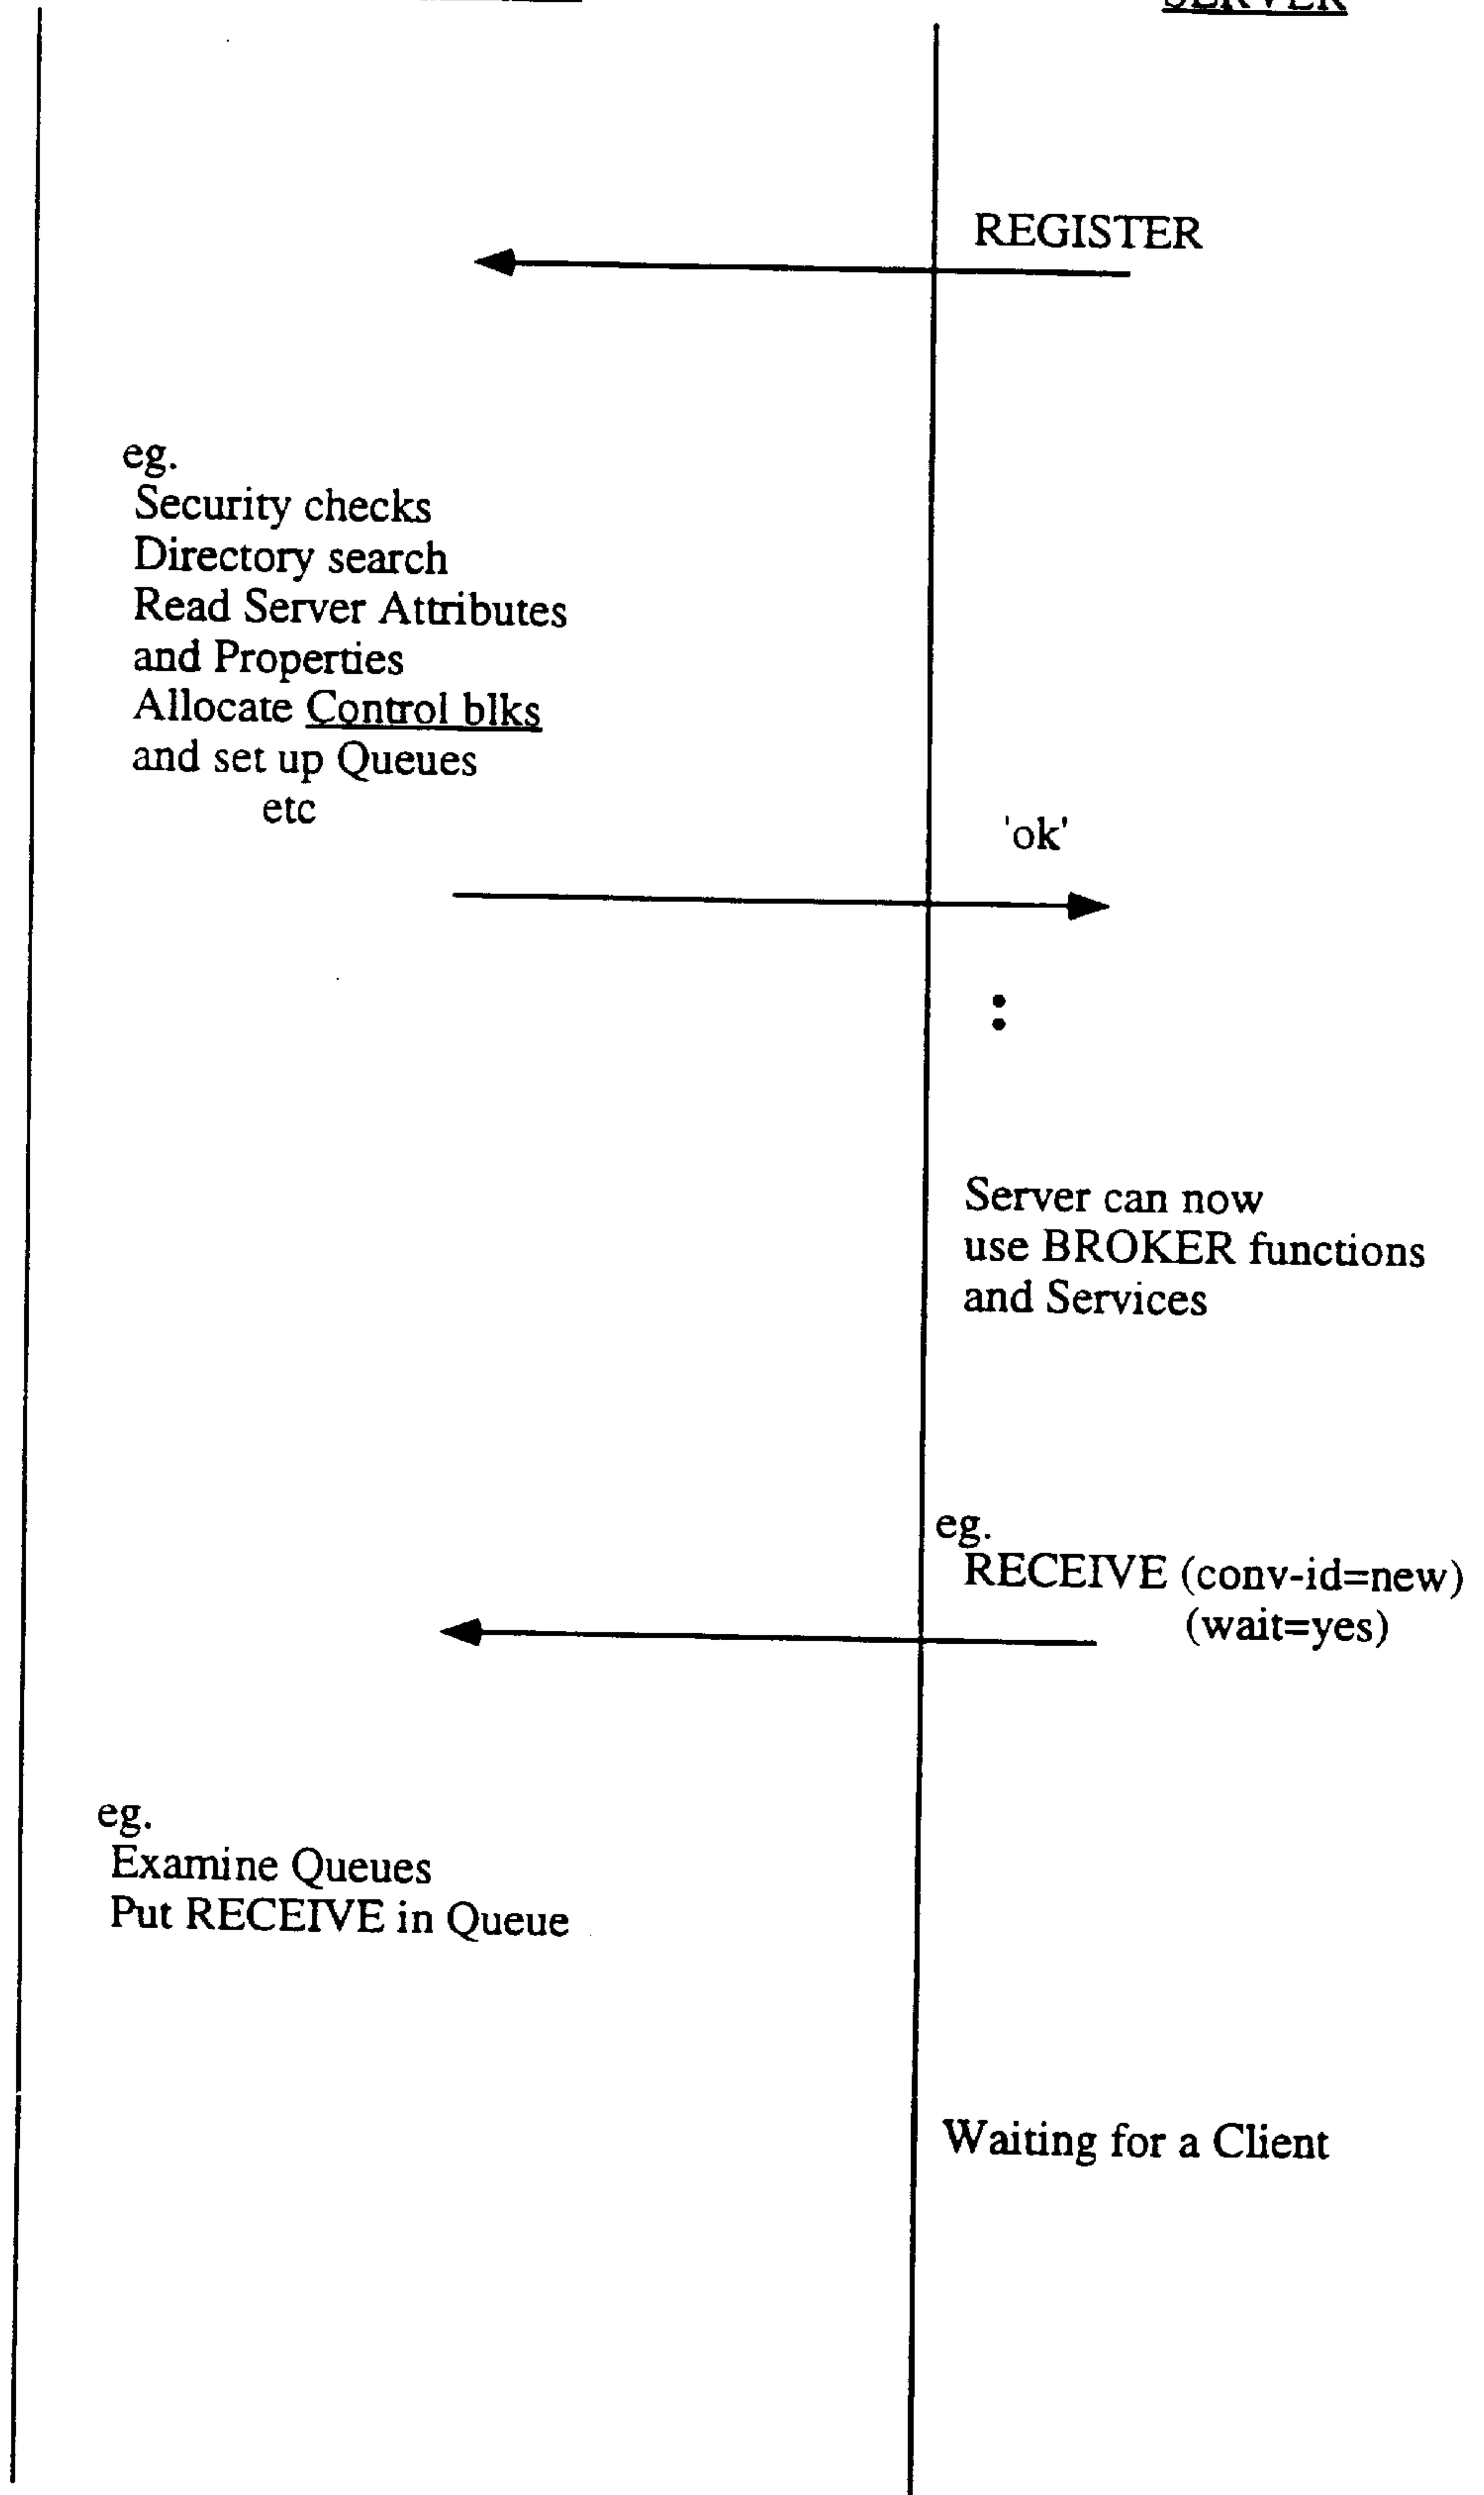 SERVER
REGISTER
eg.
Security checks
Directory search
Read Server Attributes
and Properties
Allocate Control blks
and set up Queues
etc
'ok'
:
Server can now
use BROKER functions
and Services
eg.
RECEIVE (conv-id=new)
(wait=yes)
eg.
Examine Queues
Put RECEIVE in Queue
Waiting for a Client